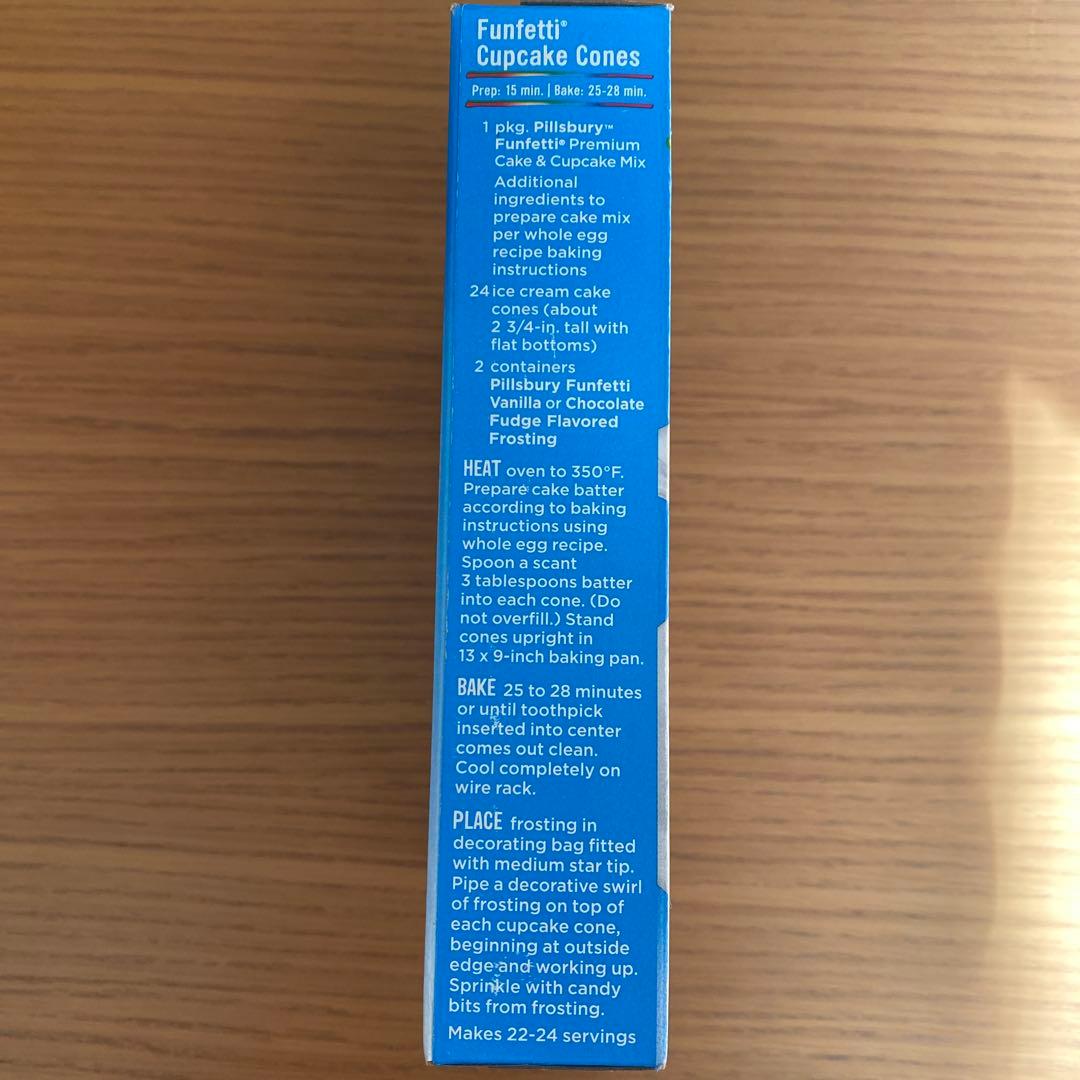 Funfetti®
Cupcake Cones
Prep: 15 min. | Bake: 25-28 min.
1 pkg. Pillsbury™
Funfetti® Premium
Cake & Cupcake Mix
Additional
ingredients to
prepare cake mix
per whole egg
recipe baking
instructions
24 ice cream cake
cones (about
2 3/4-in. tall with
flat bottoms)
2 containers
Pillsbury Funfetti
Vanilla or Chocolate
Fudge Flavored
Frosting
HEAT oven to 350°F.
Prepare cake batter
according to baking
instructions using
whole egg recipe.
Spoon a scant
3 tablespoons batter
into each cone. (Do
not overfill.) Stand
cones upright in
13 x 9-inch baking pan.
BAKE 25 to 28 minutes
or until toothpick
inserted into center
comes out clean.
Cool completely on
wire rack.
PLACE frosting in
decorating bag fitted
with medium star tip.
Pipe a decorative swirl
of frosting on top of
each cupcake cone,
beginning at outside
edge and working up.
Sprinkle with candy
bits from frosting.
Makes 22-24 servings